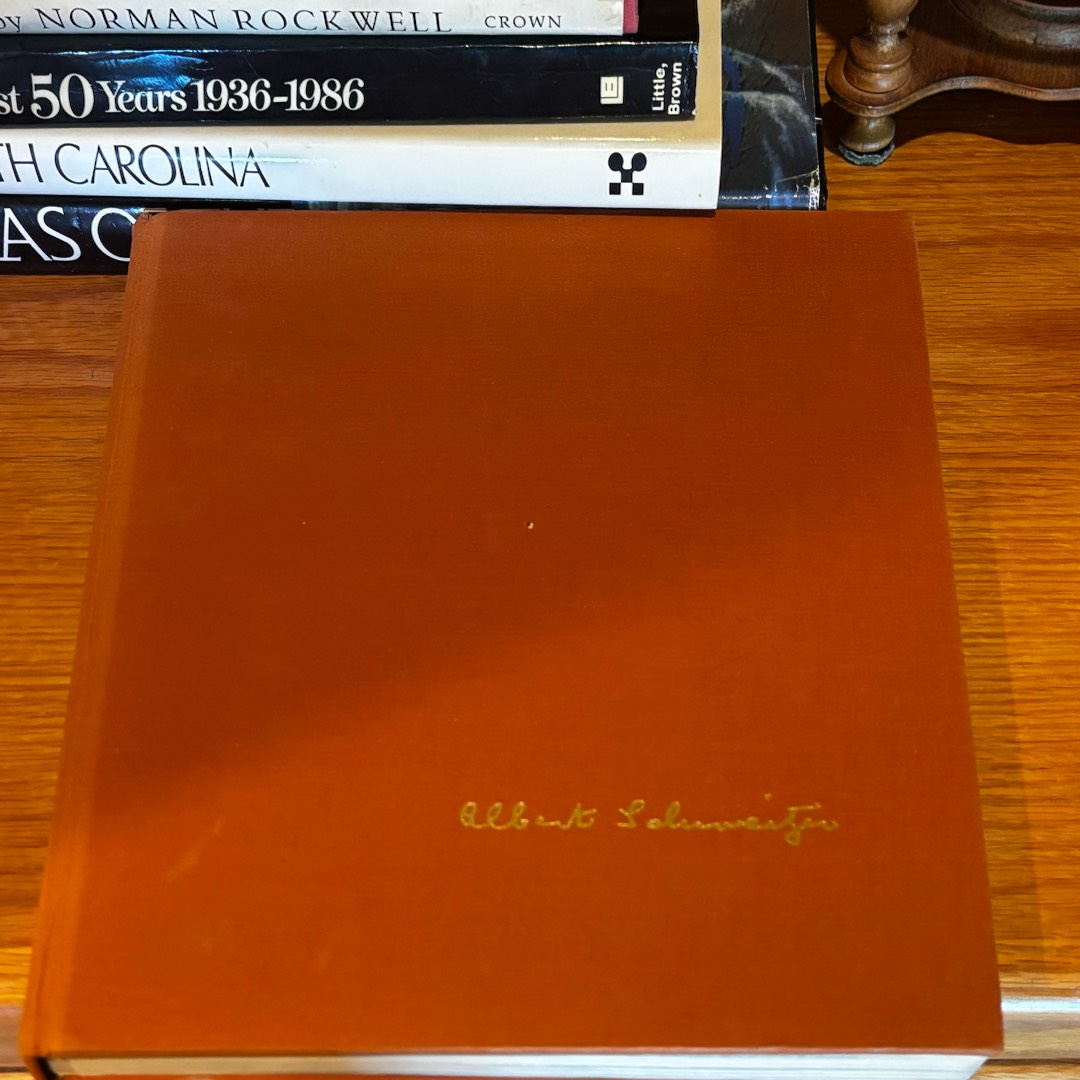 by NORMAN ROCKWELL CROWN
st 50 Years 1936-1986 Little, Brown
TH CAROLINA
AS
Albert Schweitzer